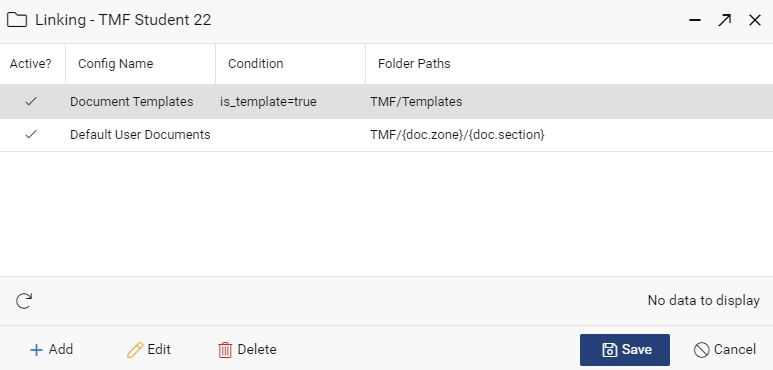 Linking - TMF Student 22
Active? Config Name Condition Folder Paths
Document Templates is_template=true TMF/Templates
Default User Documents TMF/{doc.zone}/{doc.section}
No data to display
Add Edit Delete Save Cancel